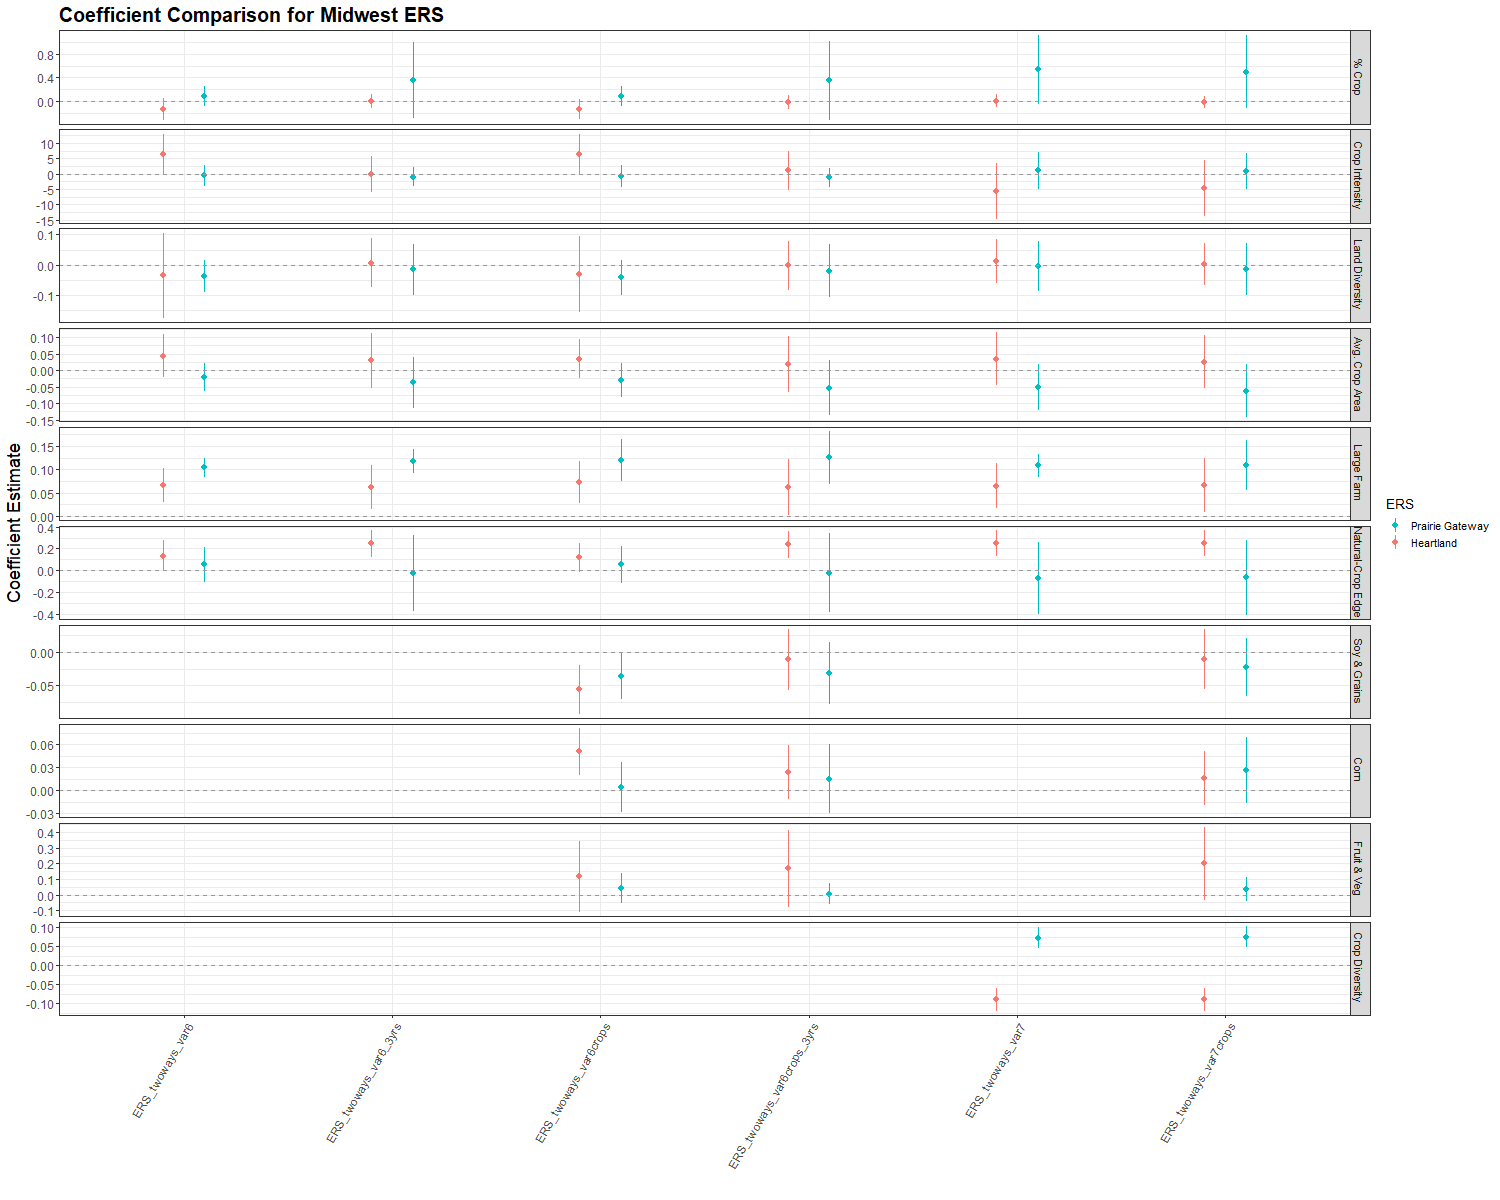 Coefficient Comparison for Midwest ERS
Coefficient Estimate
0.8
0.4
0.0
% Crop
10
5
0
-5
-10
-15
Crop Intensity
0.1
0.0
-0.1
Land Diversity
0.10
0.05
0.00
-0.05
-0.10
-0.15
Avg. Crop Area
0.15
0.10
0.05
0.00
Large Farm
0.4
0.2
0.0
-0.2
-0.4
Natural-Crop Edge
0.00
-0.05
Soy & Grains
0.06
0.03
0.00
-0.03
Corn
0.4
0.3
0.2
0.1
0.0
-0.1
Fruit & Veg
0.10
0.05
0.00
-0.05
-0.10
Crop Diversity
ERS_twoways_var6
ERS_twoways_var6_3yrs
ERS_twoways_var6crops
ERS_twoways_var6crops_3yrs
ERS_twoways_var7
ERS_twoways_var7crops
ERS
Prairie Gateway
Heartland